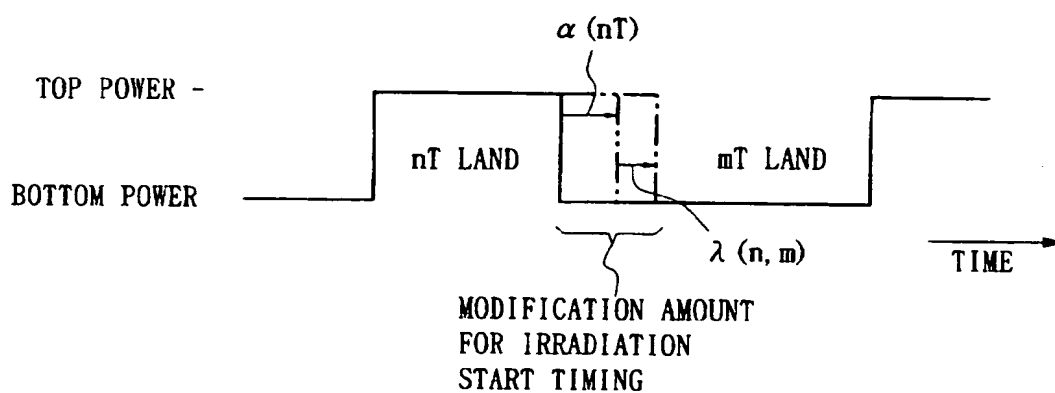 α (nT)
TOP POWER
nT LAND
mT LAND
BOTTOM POWER
λ (n, m)
TIME
MODIFICATION AMOUNT
FOR IRRADIATION
START TIMING